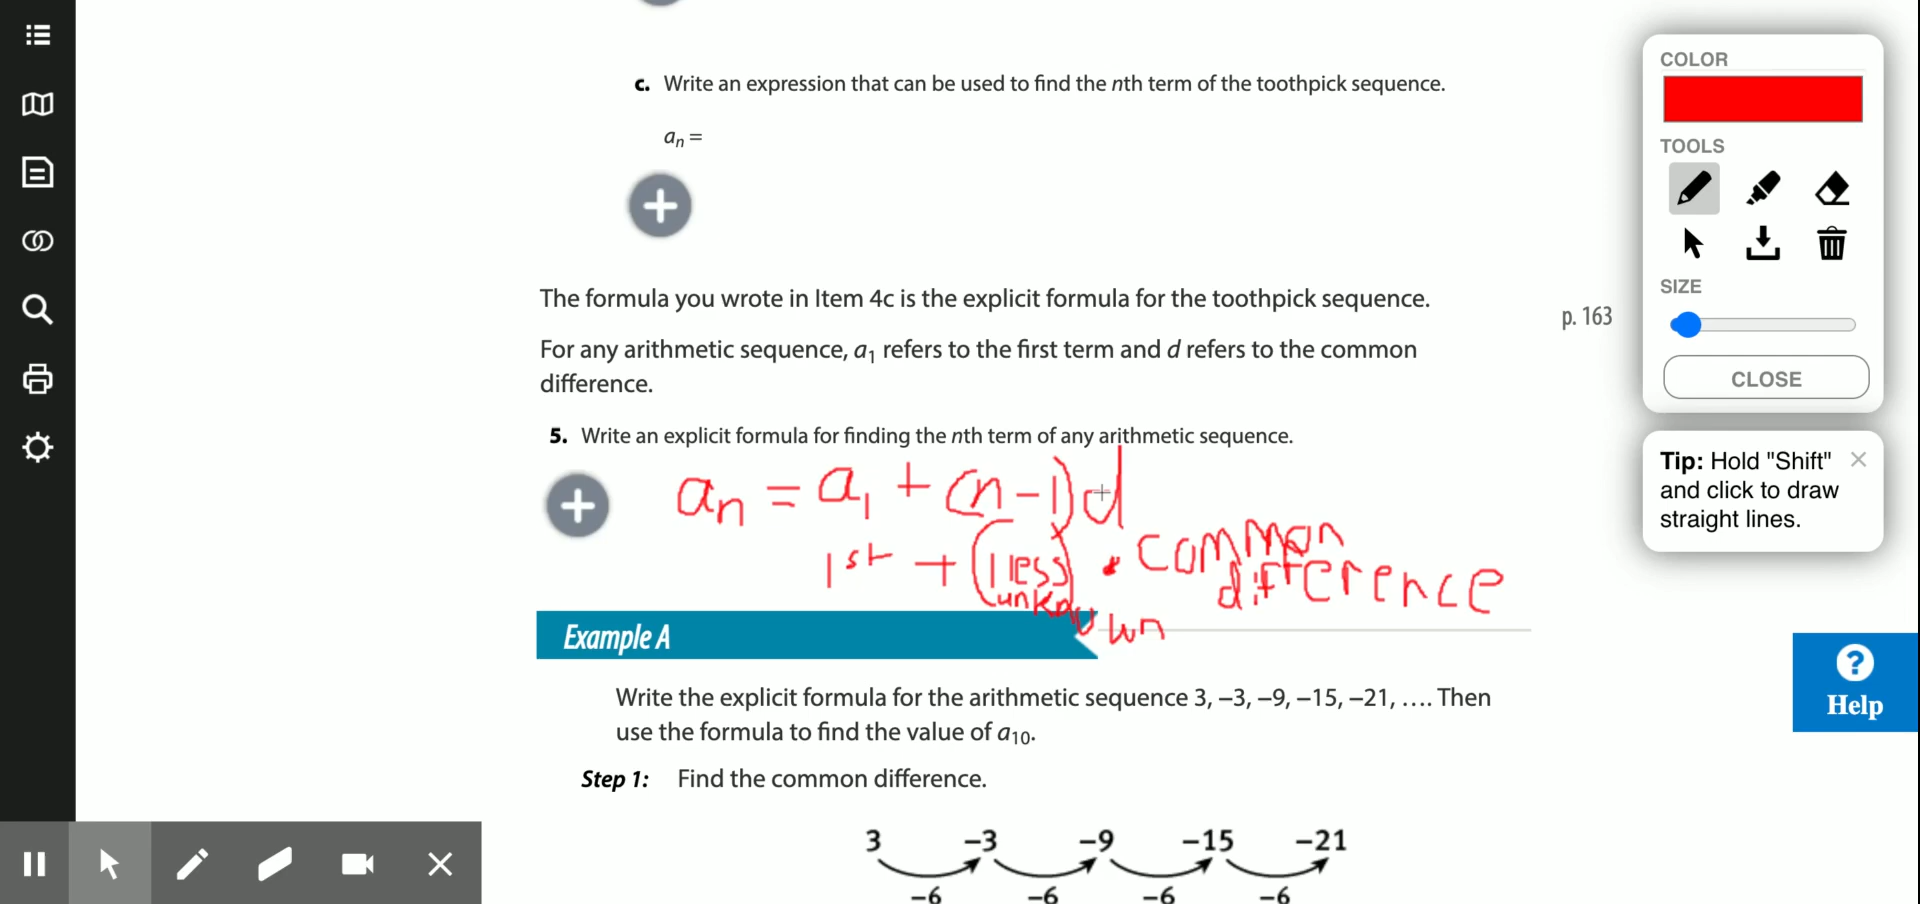 c. Write an expression that can be used to find the nth term of the toothpick sequence.
aₙ =
The formula you wrote in Item 4c is the explicit formula for the toothpick sequence.
p. 163
For any arithmetic sequence, a₁ refers to the first term and d refers to the common
difference.
5. Write an explicit formula for finding the nth term of any arithmetic sequence.
aₙ = a₁ + (n - 1)d
1st + (1 less unknown) • common difference
Example A
Write the explicit formula for the arithmetic sequence 3, −3, −9, −15, −21, …. Then
use the formula to find the value of a₁₀.
Step 1: Find the common difference.
3 −3 −9 −15 −21
−6 −6 −6 −6
COLOR
TOOLS
SIZE
CLOSE
Tip: Hold "Shift"
and click to draw
straight lines.
Help